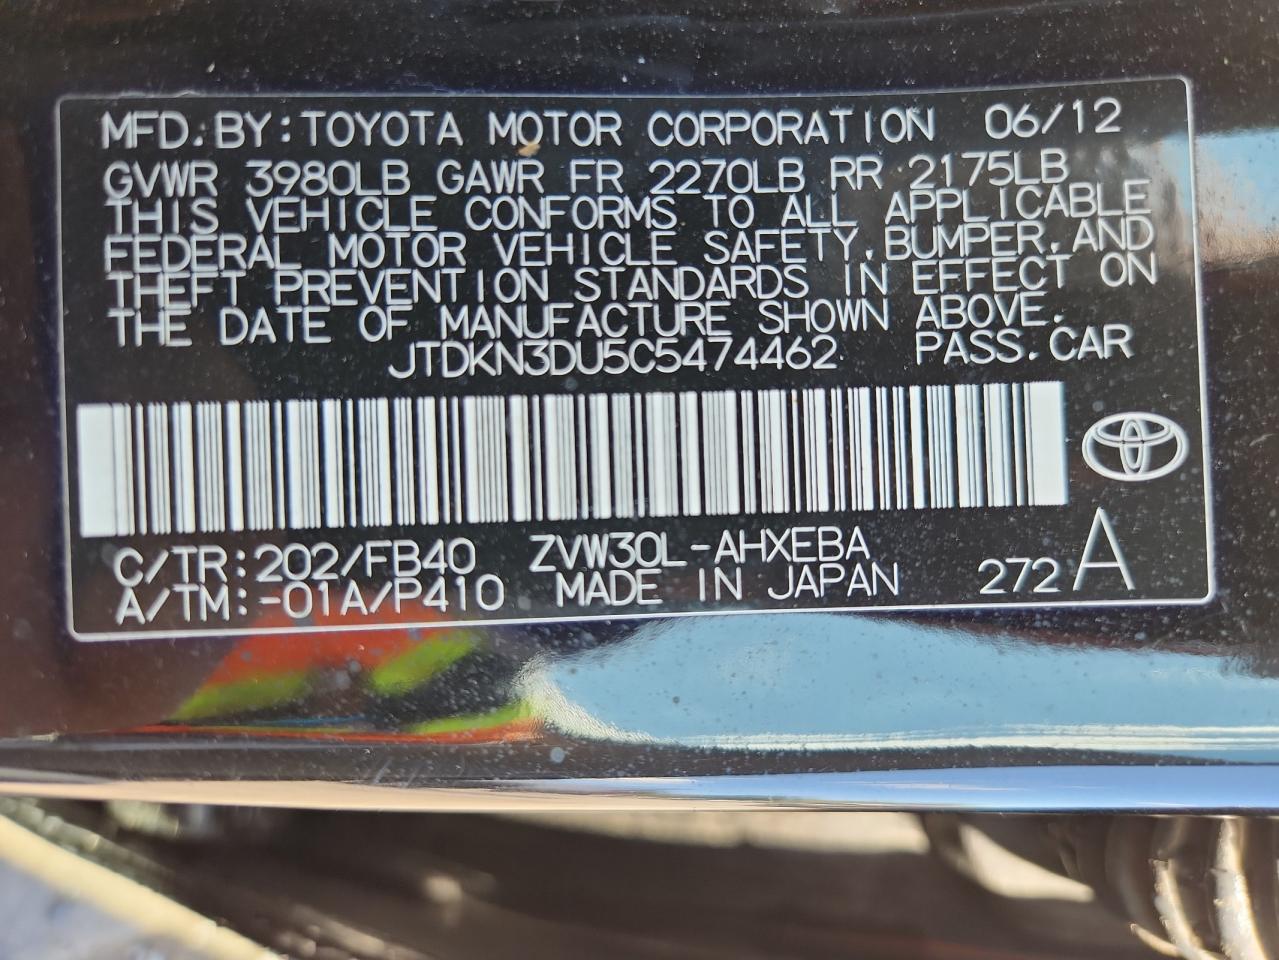 MFD. BY: TOYOTA MOTOR CORPORATION 06/12
GVWR 3980LB GAWR FR 2270LB RR 2175LB
THIS VEHICLE CONFORMS TO ALL APPLICABLE
FEDERAL MOTOR VEHICLE SAFETY, BUMPER, AND
THEFT PREVENTION STANDARDS IN EFFECT ON
THE DATE OF MANUFACTURE SHOWN ABOVE.
JTDKN3DU5C5474462 PASS. CAR
C/TR: 202/FB40 ZVW30L-AHXEBA
A/TM: -01A/P410 MADE IN JAPAN 272 A